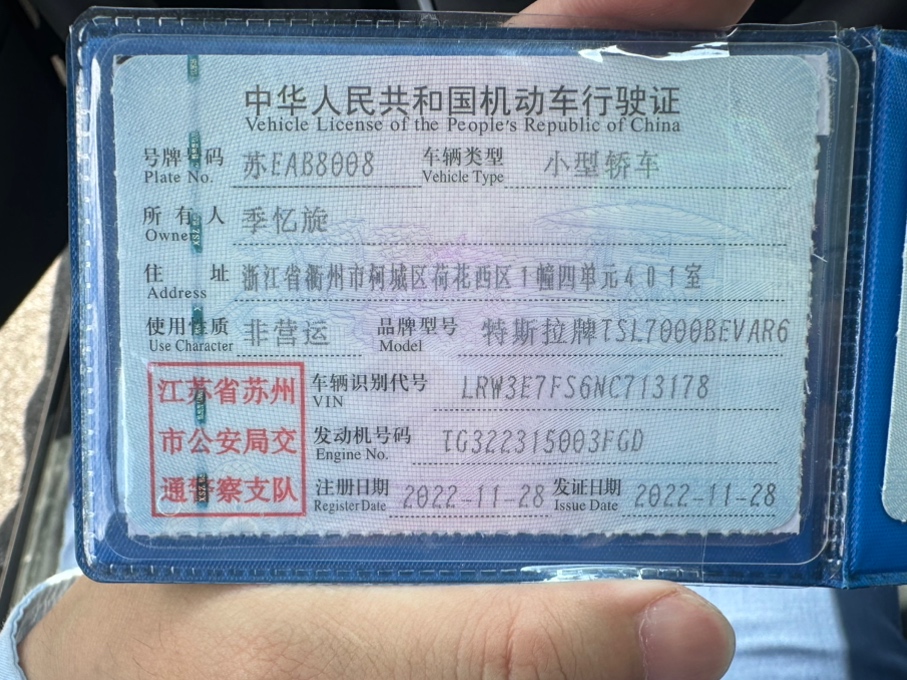 中华人民共和国机动车行驶证
Vehicle License of the People's Republic of China
号牌号码 苏EAB8008 车辆类型 小型轿车
Plate No. Vehicle Type
所有人 季忆旋
Owner
住址 浙江省衢州市柯城区荷花西区1幢四单元401室
Address
使用性质 非营运 品牌型号 特斯拉牌TSL7000BEVAR6
Use Character Model
江苏省苏州
市公安局交
通警察支队
车辆识别代号 LRW3E7FS6NC713178
VIN
发动机号码 TG322315003FGD
Engine No.
注册日期 2022-11-28 发证日期 2022-11-28
Register Date Issue Date